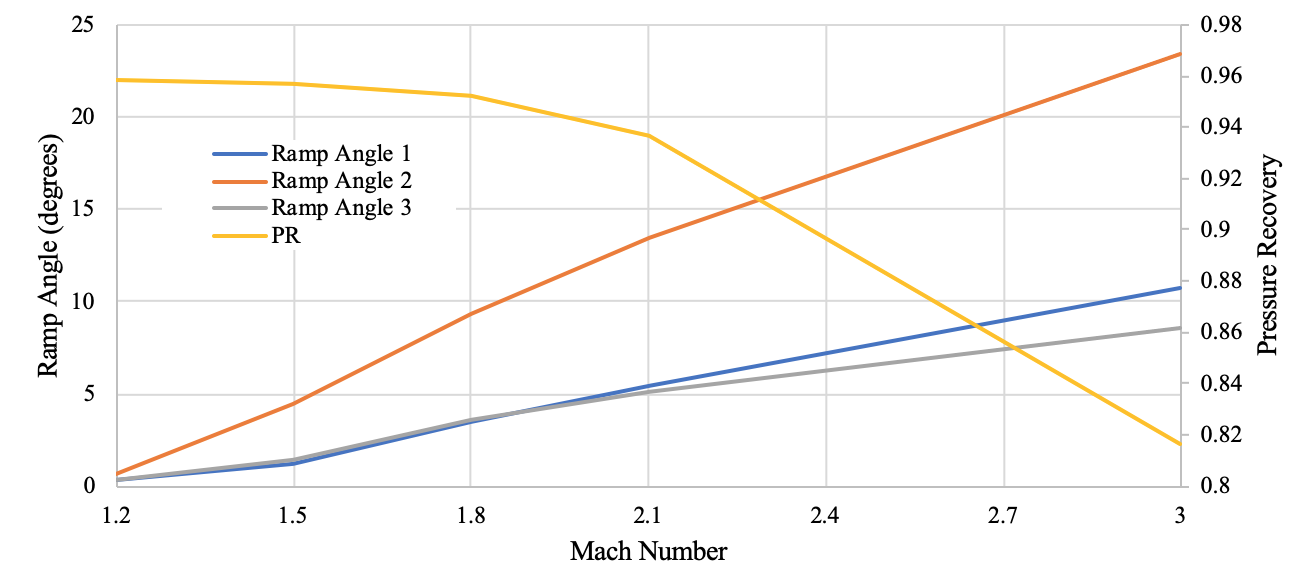 25
20
15
10
5
0
Ramp Angle (degrees)
Ramp Angle 1
Ramp Angle 2
Ramp Angle 3
PR
0.98
0.96
0.94
0.92
0.9
0.88
0.86
0.84
0.82
0.8
Pressure Recovery
1.2 1.5 1.8 2.1 2.4 2.7 3
Mach Number